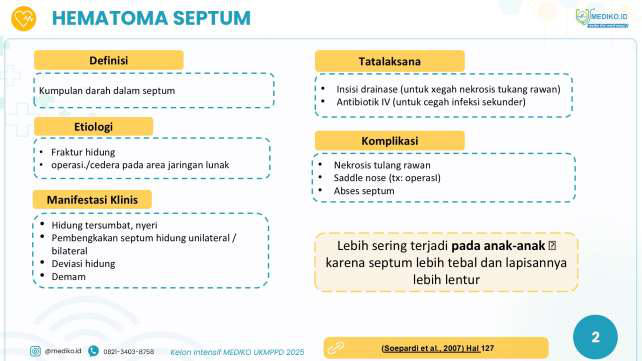 HEMATOMA SEPTUM
MEDIKO.ID
Definisi
Kumpulan darah dalam septum
Etiologi
• Fraktur hidung
• operasi./cedera pada area jaringan lunak
Manifestasi Klinis
• Hidung tersumbat, nyeri
• Pembengkakan septum hidung unilateral /
bilateral
• Deviasi hidung
• Demam
Tatalaksana
• Insisi drainase (untuk xegah nekrosis tukang rawan)
• Antibiotik IV (untuk cegah infeksi sekunder)
Komplikasi
• Nekrosis tulang rawan
• Saddle nose (tx: operasI)
• Abses septum
Lebih sering terjadi pada anak-anak
karena septum lebih tebal dan lapisannya
lebih lentur
@mediko.id
0821-3403-8758
Kelon Intensif MEDIKO UKMPPD 2025
(Soepardi et al., 2007) Hal 127
2